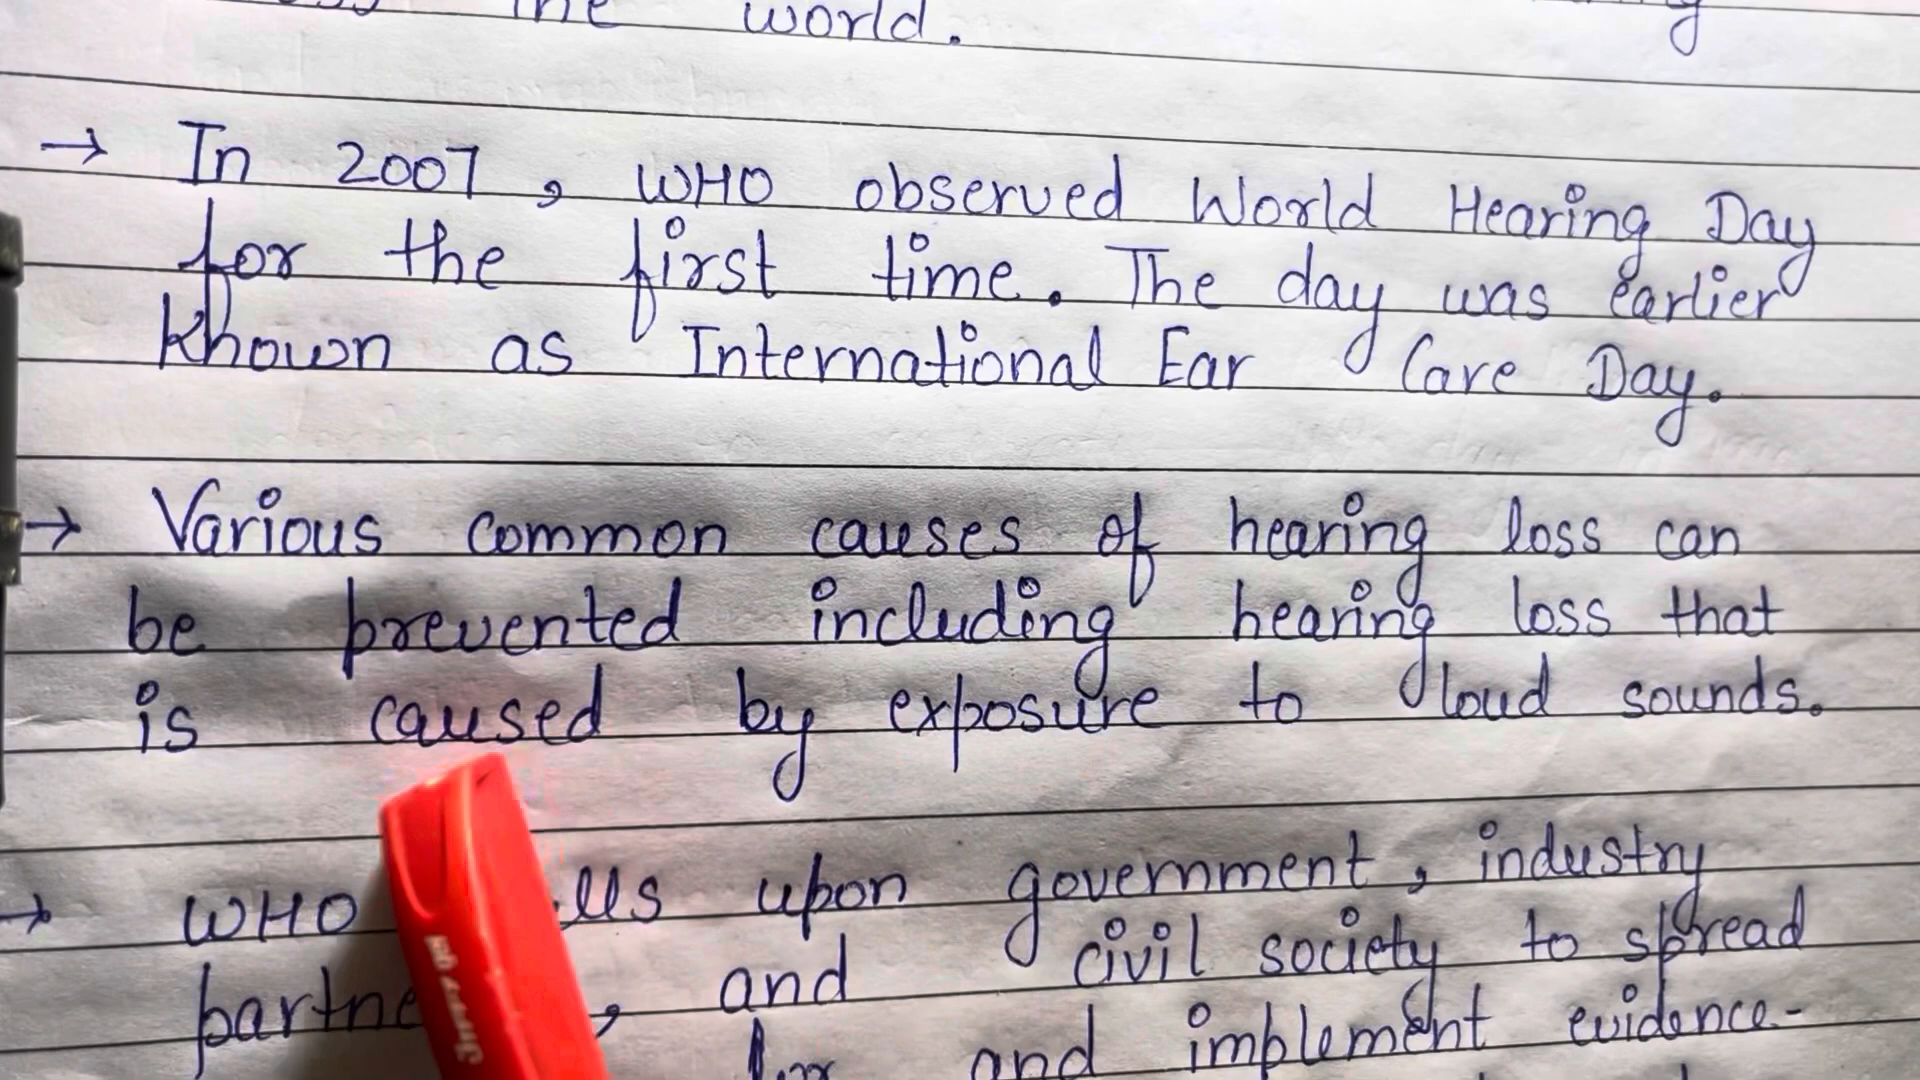 the world.
→ In 2007, WHO observed World Hearing Day
for the first time. The day was earlier
known as International Ear Care Day.
→ Various common causes of hearing loss can
be prevented including hearing loss that
is caused by exposure to loud sounds.
→ WHO upon government, industry
, and civil society to spread
and implement evidence-